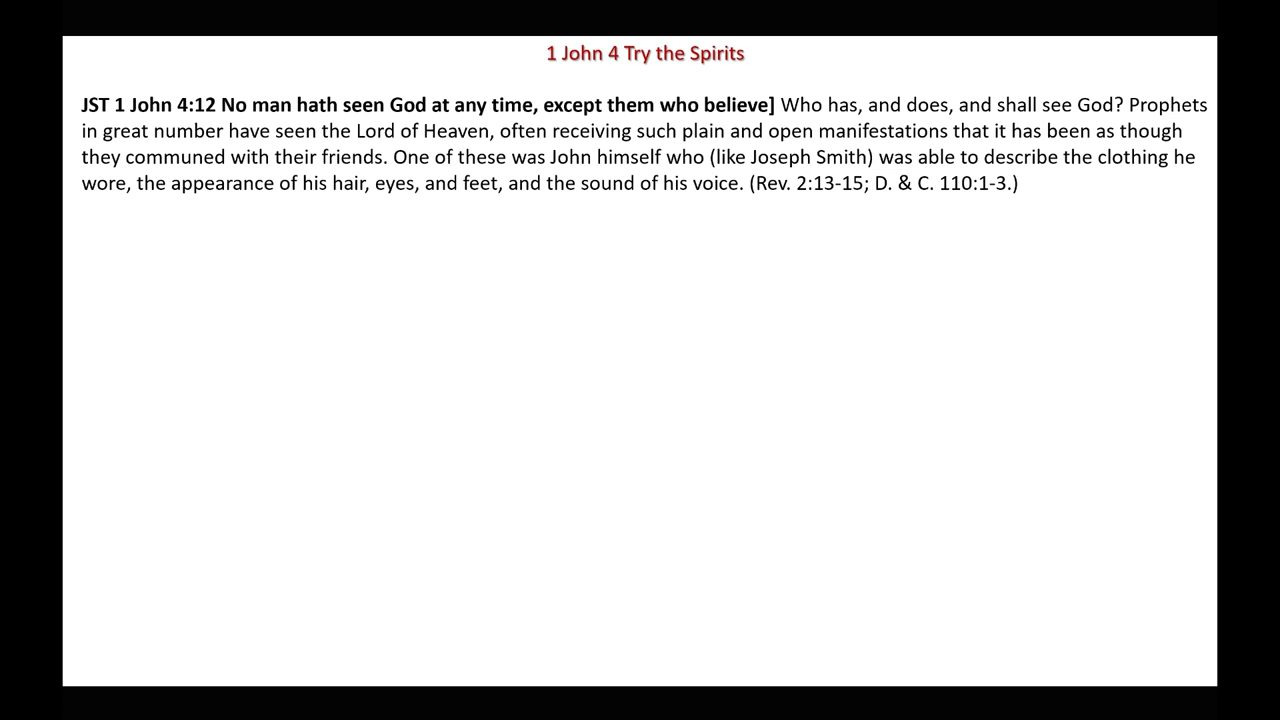 1 John 4 Try the Spirits
JST 1 John 4:12 No man hath seen God at any time, except them who believe] Who has, and does, and shall see God? Prophets
in great number have seen the Lord of Heaven, often receiving such plain and open manifestations that it has been as though
they communed with their friends. One of these was John himself who (like Joseph Smith) was able to describe the clothing he
wore, the appearance of his hair, eyes, and feet, and the sound of his voice. (Rev. 2:13-15; D. & C. 110:1-3.)